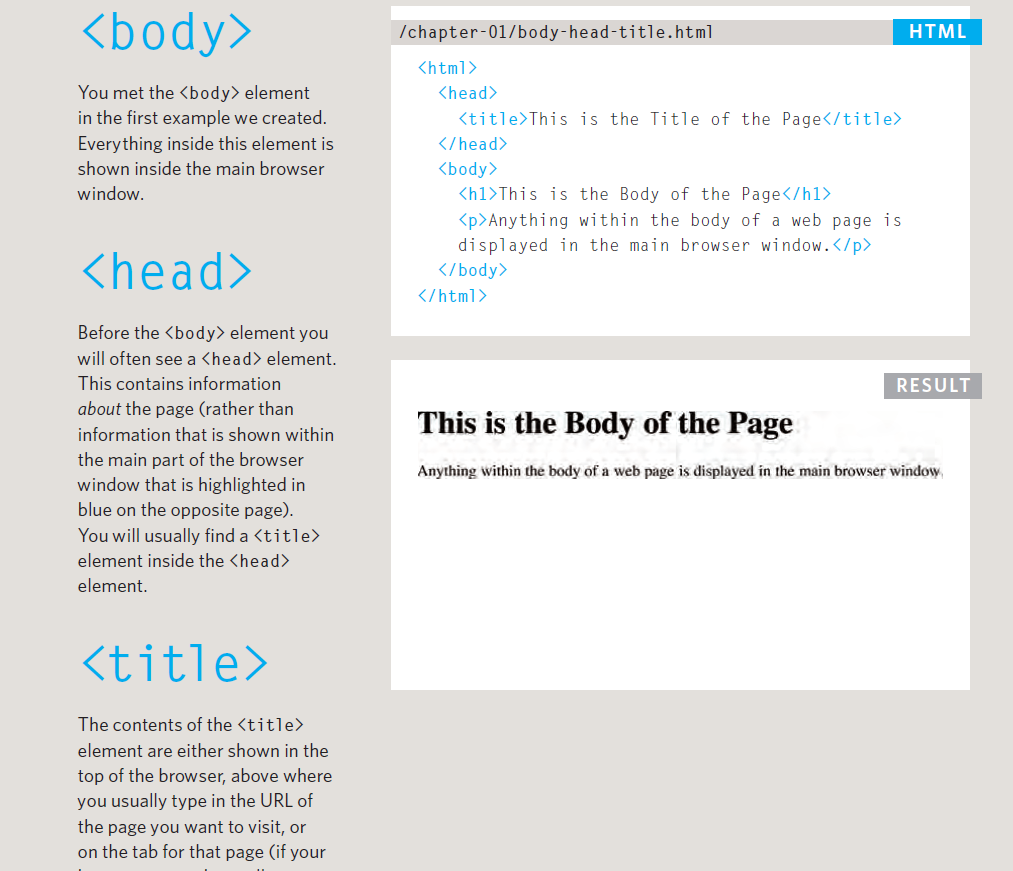 <body>
You met the <body> element
in the first example we created.
Everything inside this element is
shown inside the main browser
window.
<head>
Before the <body> element you
will often see a <head> element.
This contains information
about the page (rather than
information that is shown within
the main part of the browser
window that is highlighted in
blue on the opposite page).
You will usually find a <title>
element inside the <head>
element.
<title>
The contents of the <title>
element are either shown in the
top of the browser, above where
you usually type in the URL of
the page you want to visit, or
on the tab for that page (if your
/chapter-01/body-head-title.html HTML
<html>
<head>
<title>This is the Title of the Page</title>
</head>
<body>
<h1>This is the Body of the Page</h1>
<p>Anything within the body of a web page is
displayed in the main browser window.</p>
</body>
</html>
RESULT
This is the Body of the Page
Anything within the body of a web page is displayed in the main browser window.